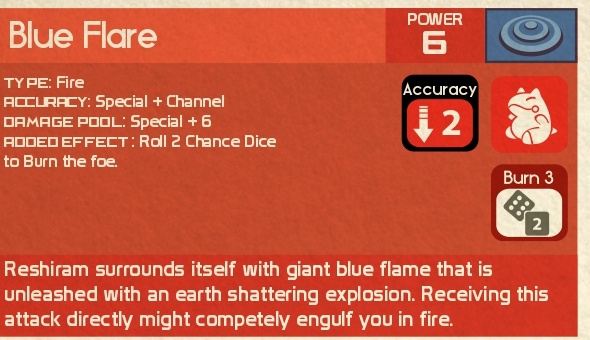 Blue Flare
POWER
6
TYPE: Fire
ACCURACY: Special + Channel
DAMAGE POOL: Special + 6
ADDED EFFECT: Roll 2 Chance Dice
to Burn the foe.
Accuracy
2
Burn 3
2
Reshiram surrounds itself with giant blue flame that is
unleashed with an earth shattering explosion. Receiving this
attack directly might competely engulf you in fire.